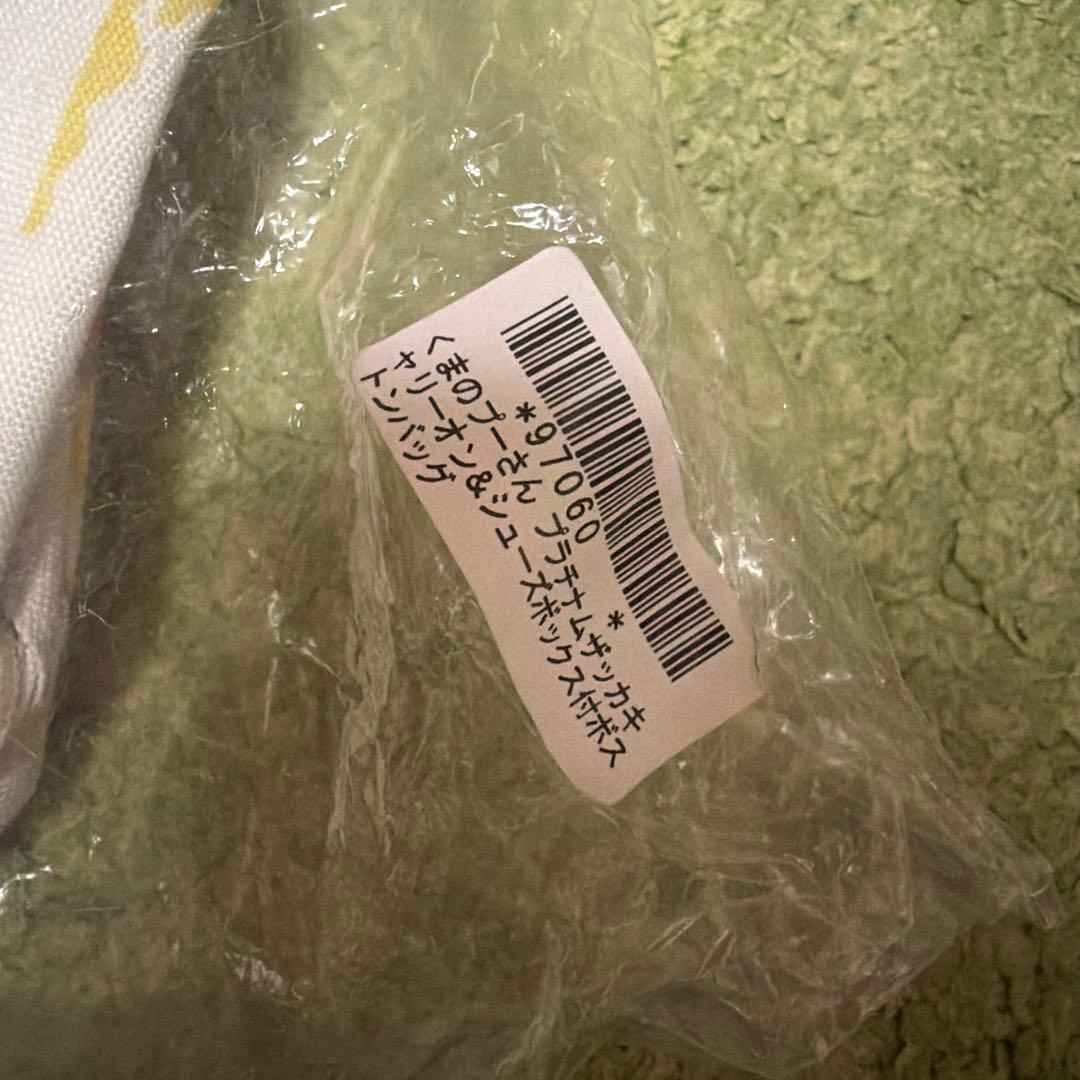 *97060 *
くまのプーさん プラチナムザッカキ
ャリーオン&シューズボックス付ボス
トンバッグ